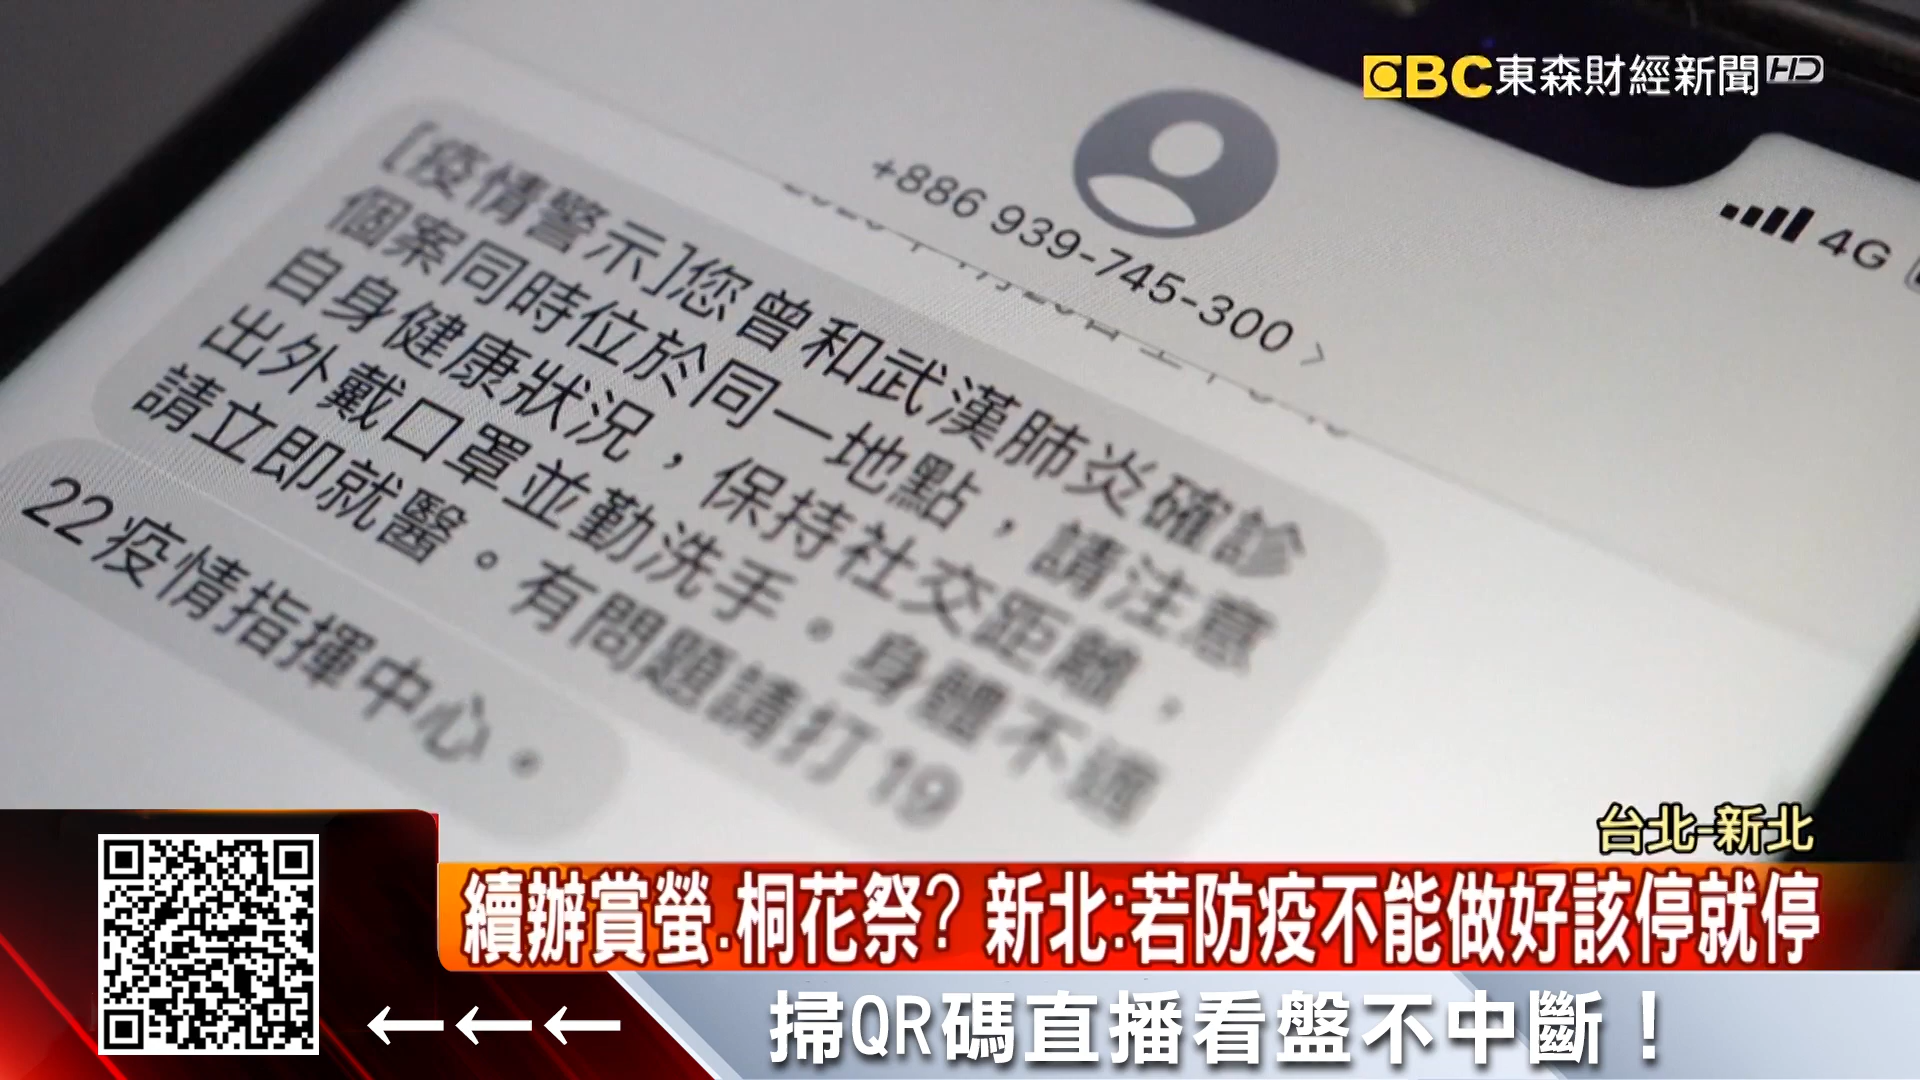 EBC東森財經新聞HD
4G
+886 939-745-300 >
[疫情警示]您曾和武漢肺炎確診
個案同時位於同一地點，請注意
自身健康狀況，保持社交距離，
出外戴口罩並勤洗手。身體不適
請立即就醫。有問題請打19
22疫情指揮中心。
台北-新北
續辦賞螢.桐花祭? 新北:若防疫不能做好該停就停
←←← 掃QR碼直播看盤不中斷！